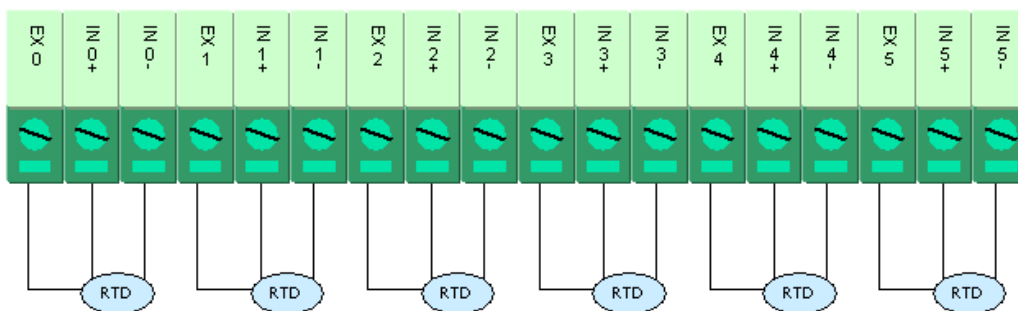 EX 0
IN 0+
IN 0-
EX 1
IN 1+
IN 1-
EX 2
IN 2+
IN 2-
EX 3
IN 3+
IN 3-
EX 4
IN 4+
IN 4-
EX 5
IN 5+
IN 5-
RTD
RTD
RTD
RTD
RTD
RTD